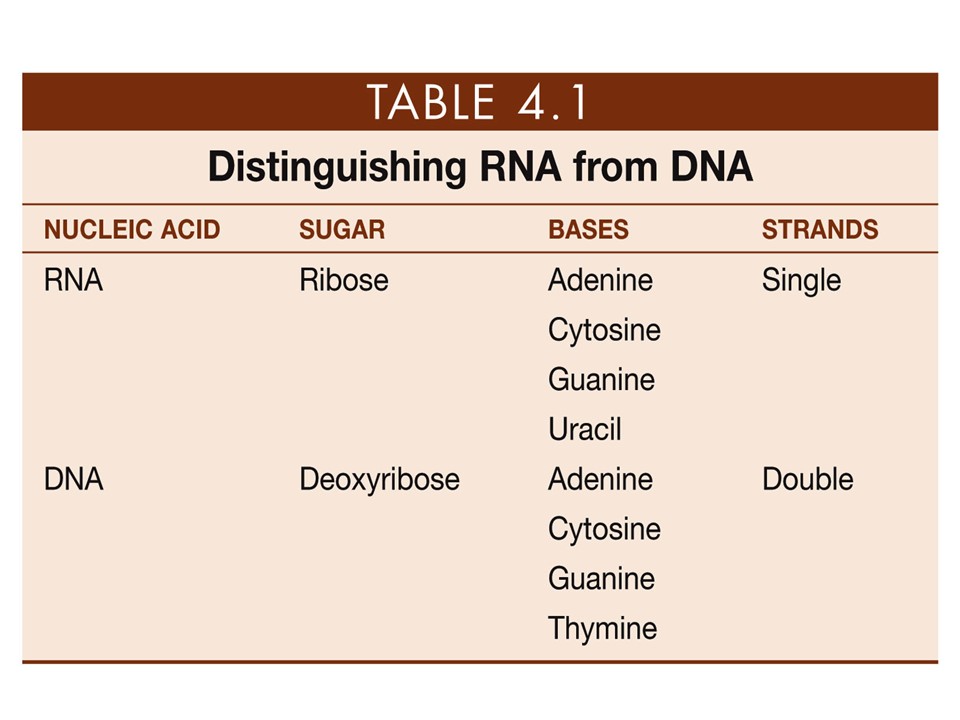 TABLE 4.1
Distinguishing RNA from DNA
NUCLEIC ACID SUGAR BASES STRANDS
RNA Ribose Adenine Single
Cytosine
Guanine
Uracil
DNA Deoxyribose Adenine Double
Cytosine
Guanine
Thymine